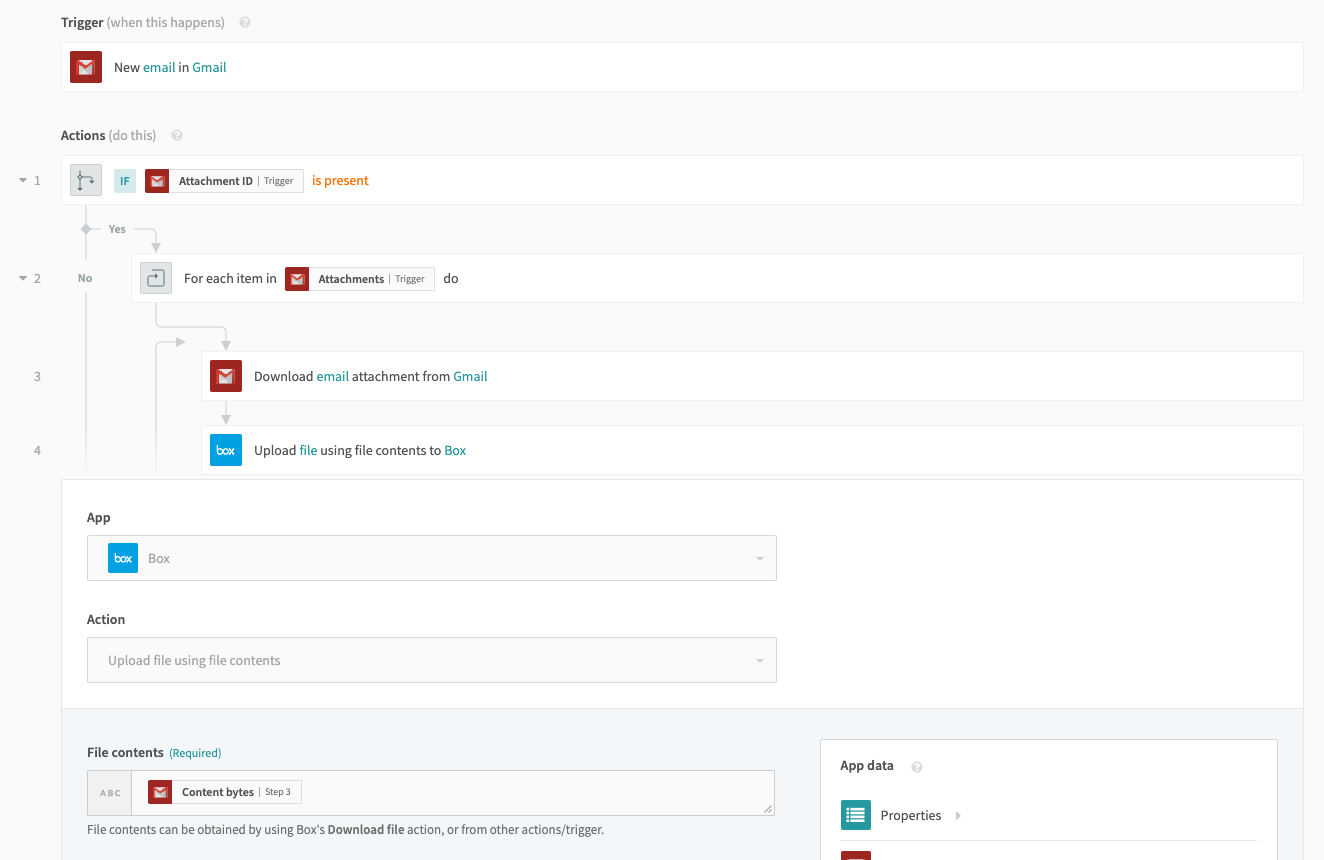 Trigger (when this happens) ?
New email in Gmail
Actions (do this) ?
1 IF Attachment ID | Trigger is present
Yes
2 No For each item in Attachments | Trigger do
3 Download email attachment from Gmail
4 box Upload file using file contents to Box
App
box Box
Action
Upload file using file contents
File contents (Required)
ABC Content bytes | Step 3
File contents can be obtained by using Box's Download file action, or from other actions/trigger.
App data ?
Properties